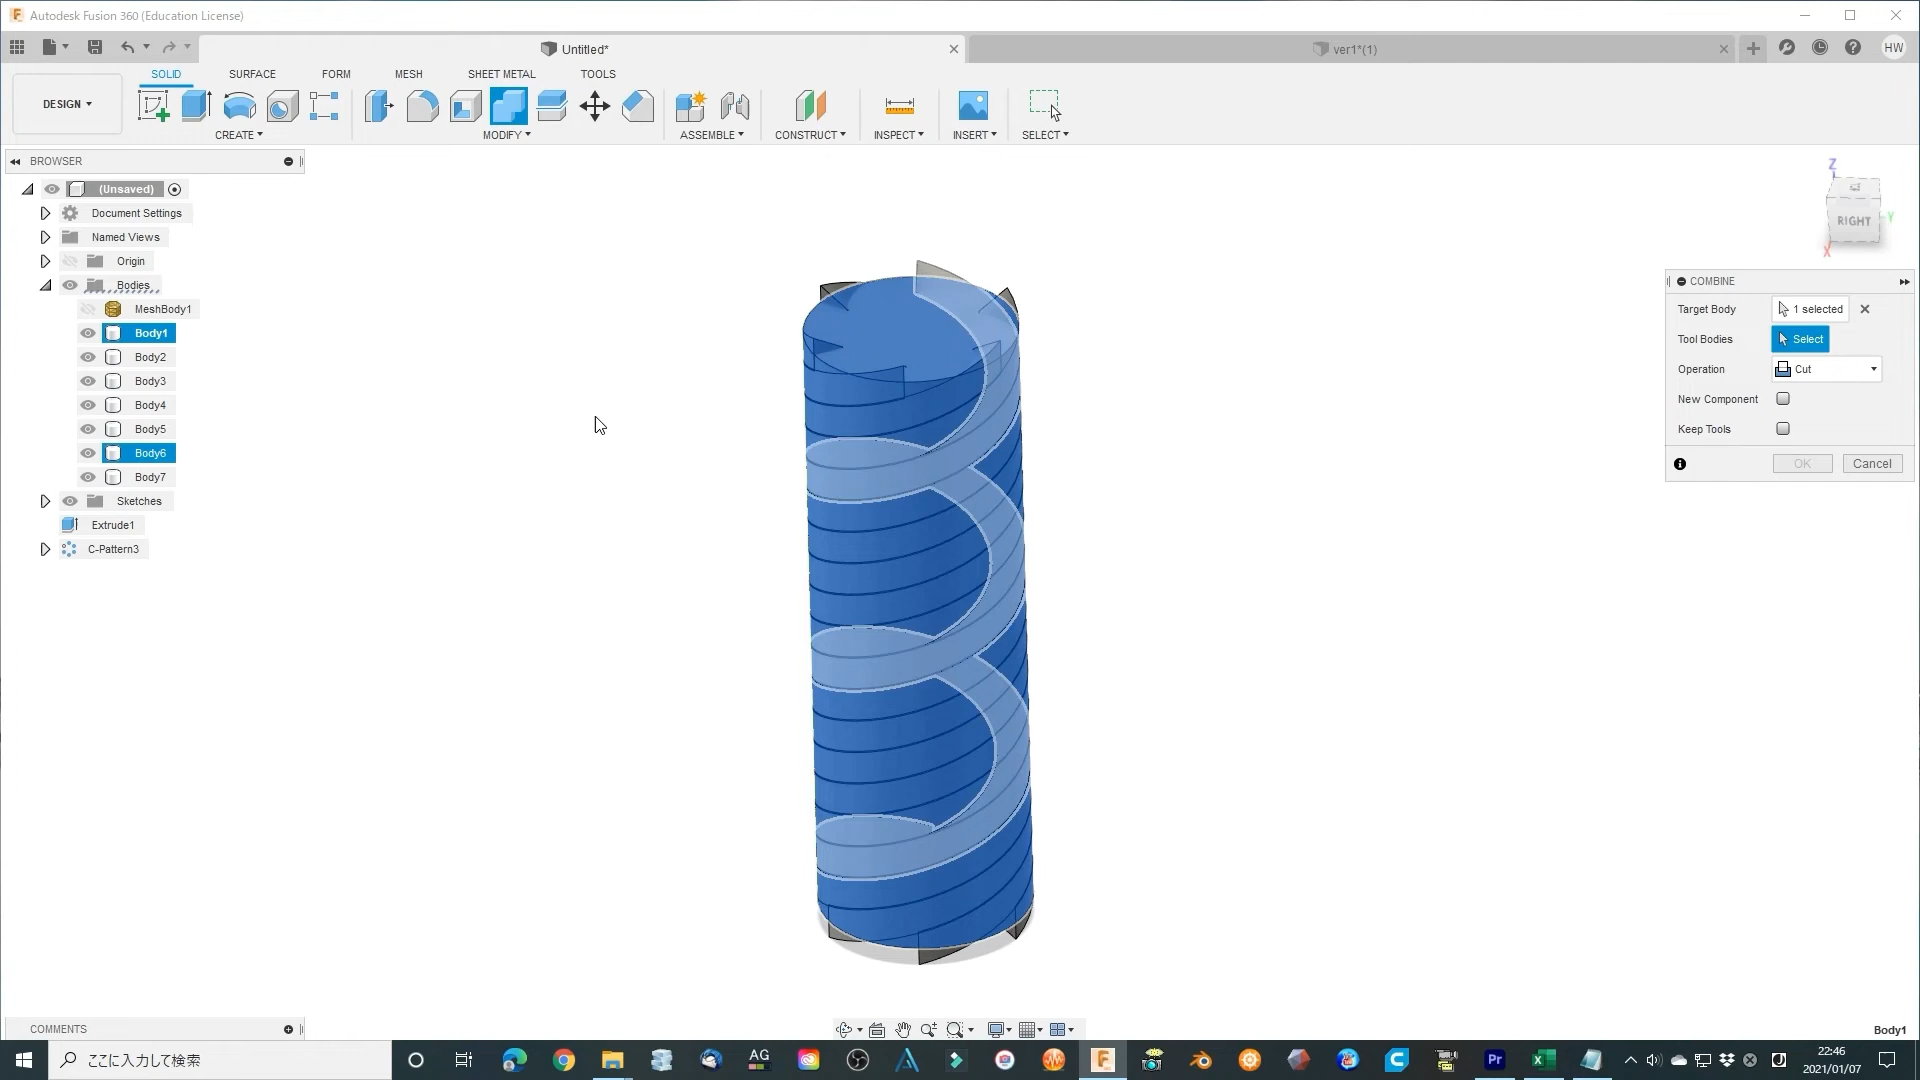 Autodesk Fusion 360 (Education License)
Untitled*
ver1*(1)
HW
DESIGN
SOLID
SURFACE
FORM
MESH
SHEET METAL
TOOLS
CREATE
MODIFY
ASSEMBLE
CONSTRUCT
INSPECT
INSERT
SELECT
BROWSER
(Unsaved)
Document Settings
Named Views
Origin
Bodies
MeshBody1
Body1
Body2
Body3
Body4
Body5
Body6
Body7
Sketches
Extrude1
C-Pattern3
Z
RIGHT
Y
X
COMBINE
Target Body
1 selected
Tool Bodies
Select
Operation
Cut
New Component
Keep Tools
OK
Cancel
COMMENTS
Body1
ここに入力して検索
AG
Pr
22:46
2021/01/07